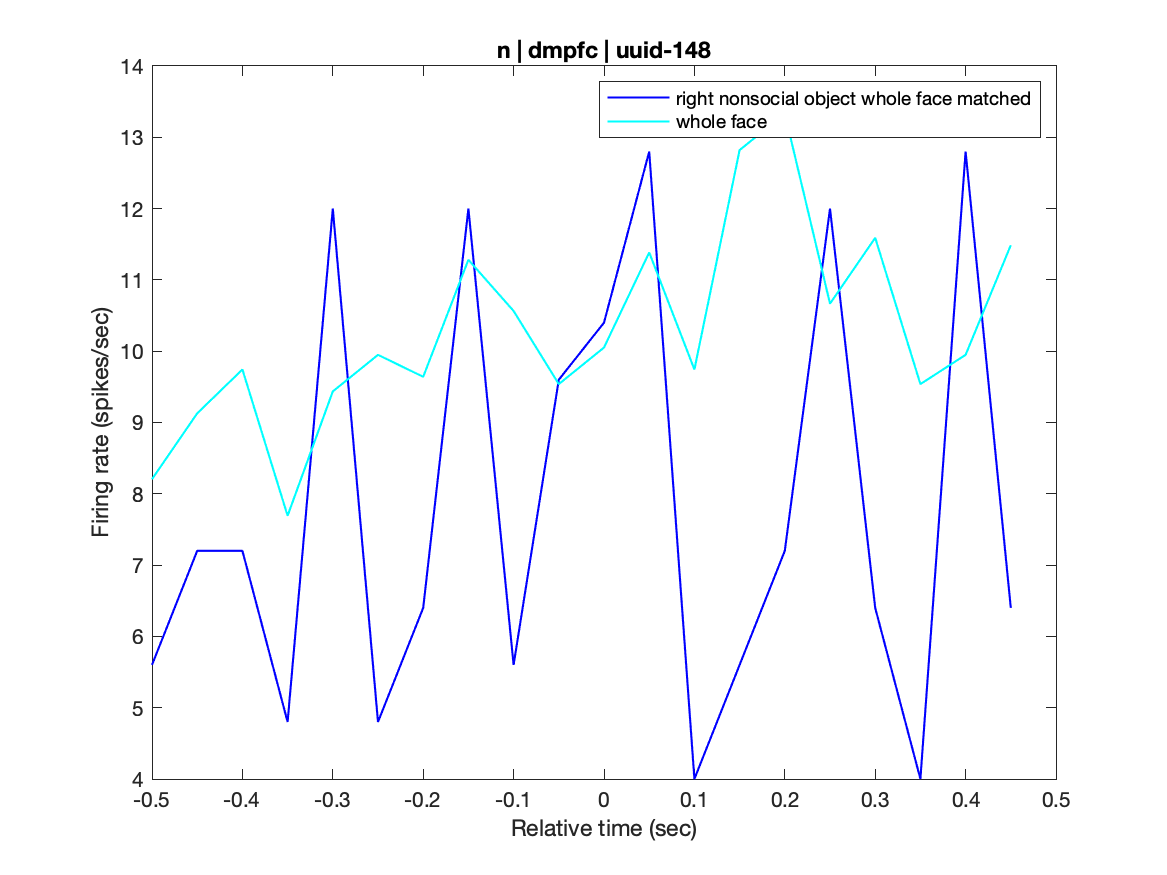 n | dmpfc | uuid-148
right nonsocial object whole face matched
whole face
14
13
12
11
10
9
8
7
6
5
4
Firing rate (spikes/sec)
-0.5 -0.4 -0.3 -0.2 -0.1 0 0.1 0.2 0.3 0.4 0.5
Relative time (sec)